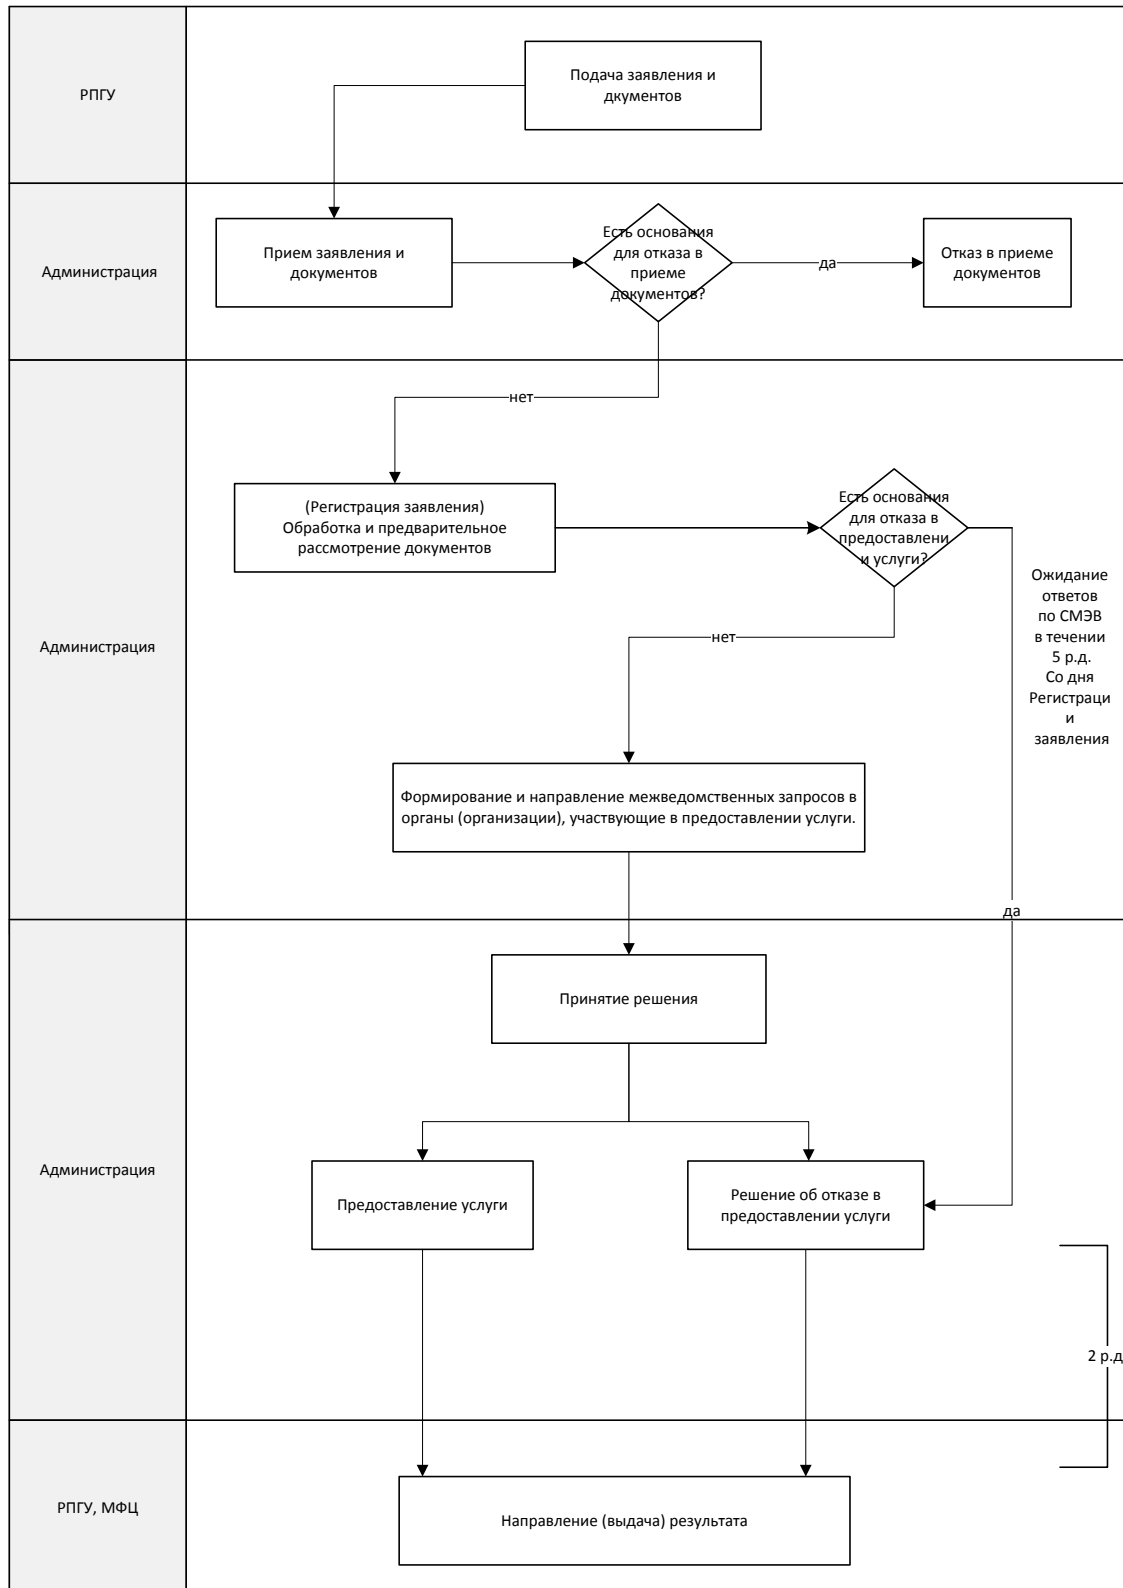 РПГУ
Подача заявления и
дкументов
Администрация
Прием заявления и
документов
Есть основания
для отказа в
приеме
документов?
да
Отказ в приеме
документов
нет
Администрация
(Регистрация заявления)
Обработка и предварительное
рассмотрение документов
Есть основания
для отказа в
предоставлени
и услуги?
Ожидание
ответов
по СМЭВ
в течении
5 р.д.
Со дня
Регистраци
и
заявления
нет
Формирование и направление межведомственных запросов в
органы (организации), участвующие в предоставлении услуги.
да
Администрация
Принятие решения
Предоставление услуги
Решение об отказе в
предоставлении услуги
2 р.д
РПГУ, МФЦ
Направление (выдача) результата